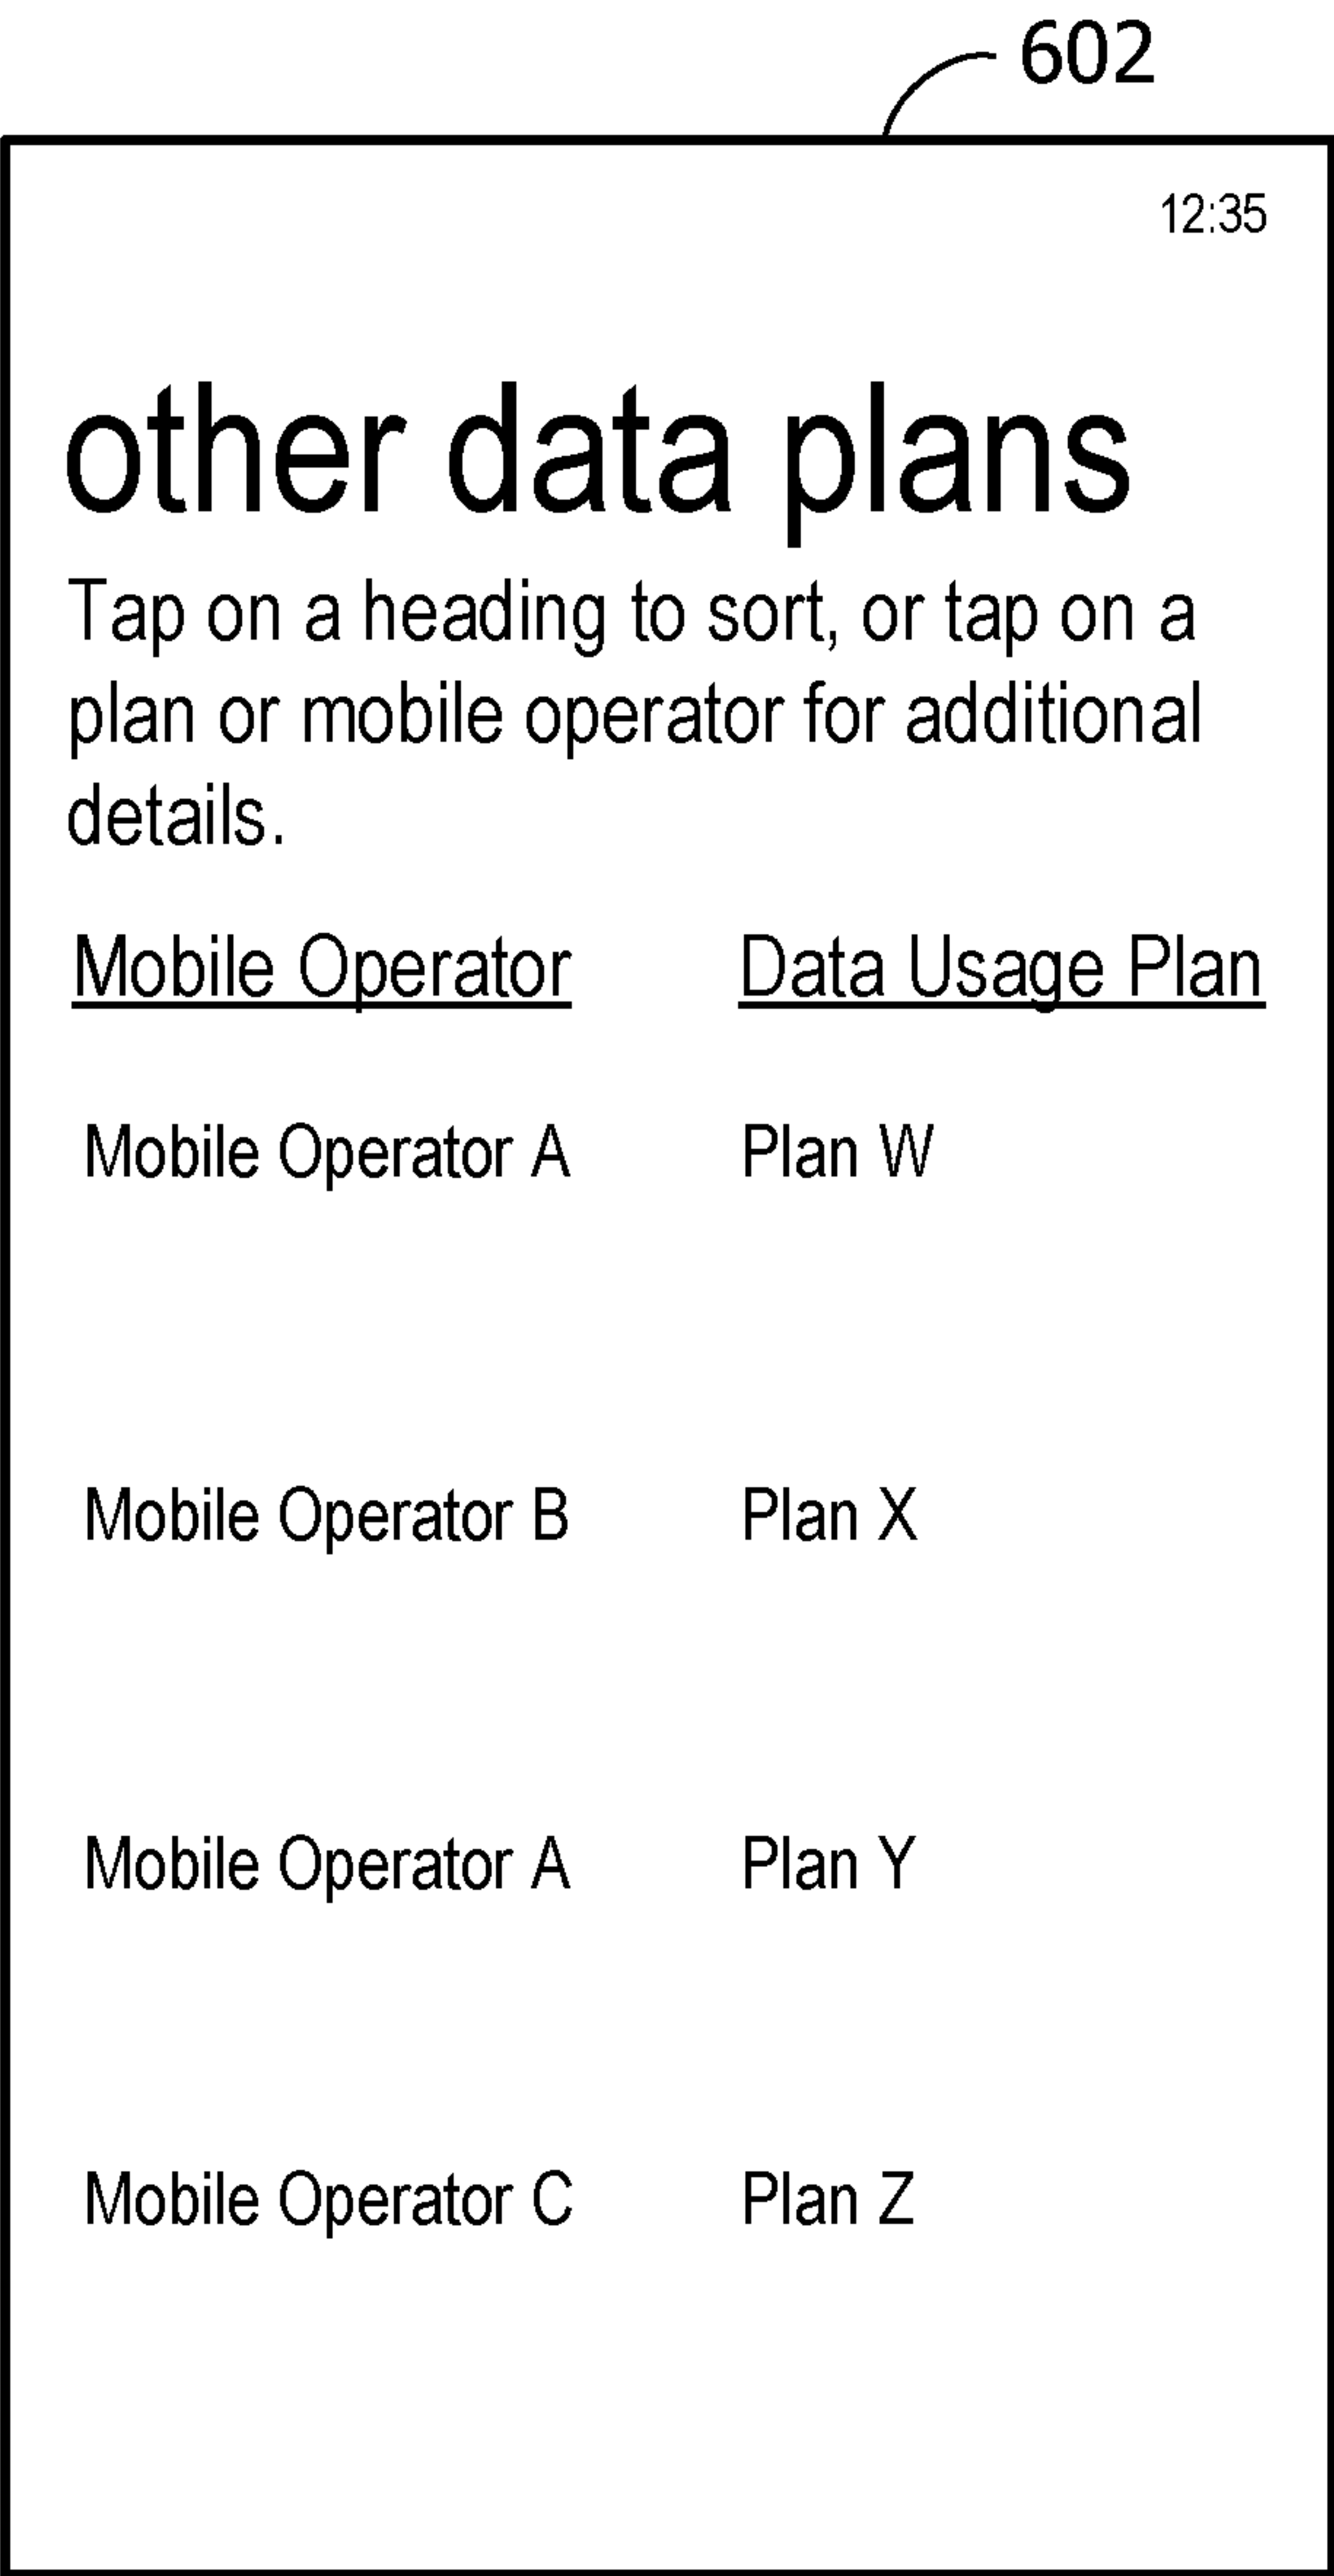 602
12:35
other data plans
Tap on a heading to sort, or tap on a
plan or mobile operator for additional
details.
Mobile Operator Data Usage Plan
Mobile Operator A Plan W
Mobile Operator B Plan X
Mobile Operator A Plan Y
Mobile Operator C Plan Z